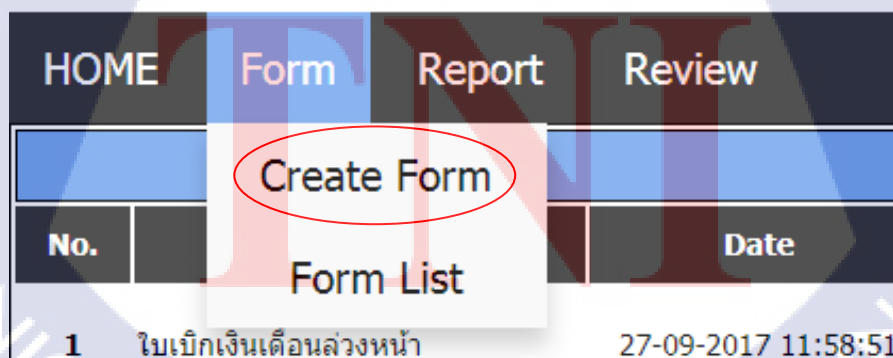 HOME Form Report Review
Create Form
No. Date
Form List
1 ใบเบิกเงินเดือนล่วงหน้า 27-09-2017 11:58:51
TNI